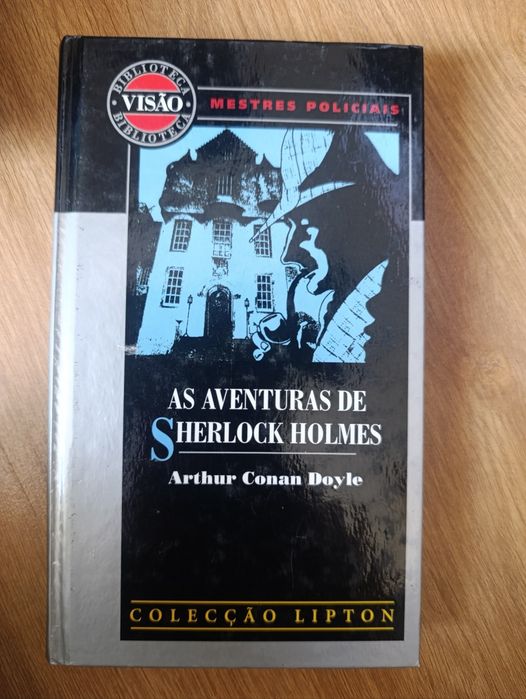 BIBLIOTECA
VISÃO
BIBLIOTECA
MESTRES POLICIAIS
AS AVENTURAS DE
SHERLOCK HOLMES
Arthur Conan Doyle
COLECÇÃO LIPTON